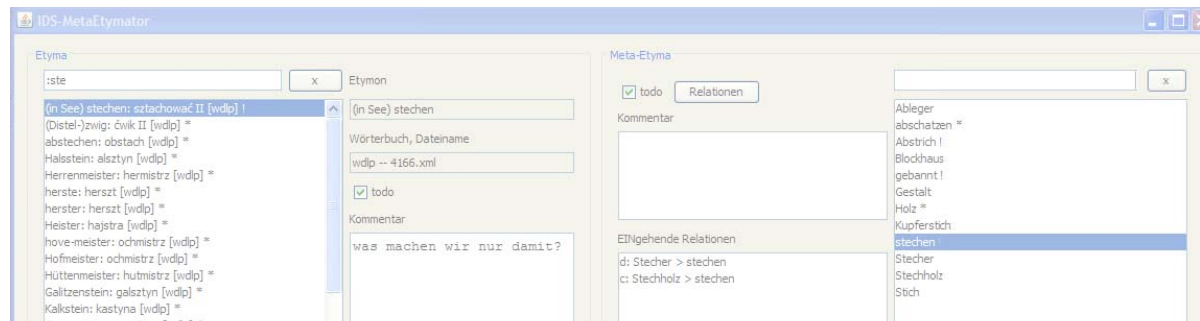 IDS-MetaEtymator
Etyma
:ste
x
(in See) stechen: sztachować II [wdlp] !
(Distel-)zwig: ćwik II [wdlp] *
abstechen: obstach [wdlp] *
Halsstein: alsztyn [wdlp] *
Herrenmeister: hermistrz [wdlp] *
herste: herszt [wdlp] *
herster: herszt [wdlp] *
Heister: hajstra [wdlp] *
hove-meister: ochmistrz [wdlp] *
Hofmeister: ochmistrz [wdlp] *
Hüttenmeister: hutmistrz [wdlp] *
Galitzenstein: galsztyn [wdlp] *
Kalkstein: kastyna [wdlp] *
Etymon
(in See) stechen
Wörterbuch, Dateiname
wdlp -- 4166.xml
todo
Kommentar
was machen wir nur damit?
Meta-Etyma
todo
Relationen
Kommentar
EINgehende Relationen
d: Stecher > stechen
c: Stechholz > stechen
x
Ableger
abschatzen *
Abstrich !
Blockhaus
gebannt !
Gestalt
Holz *
Kupferstich
stechen !
Stecher
Stechholz
Stich